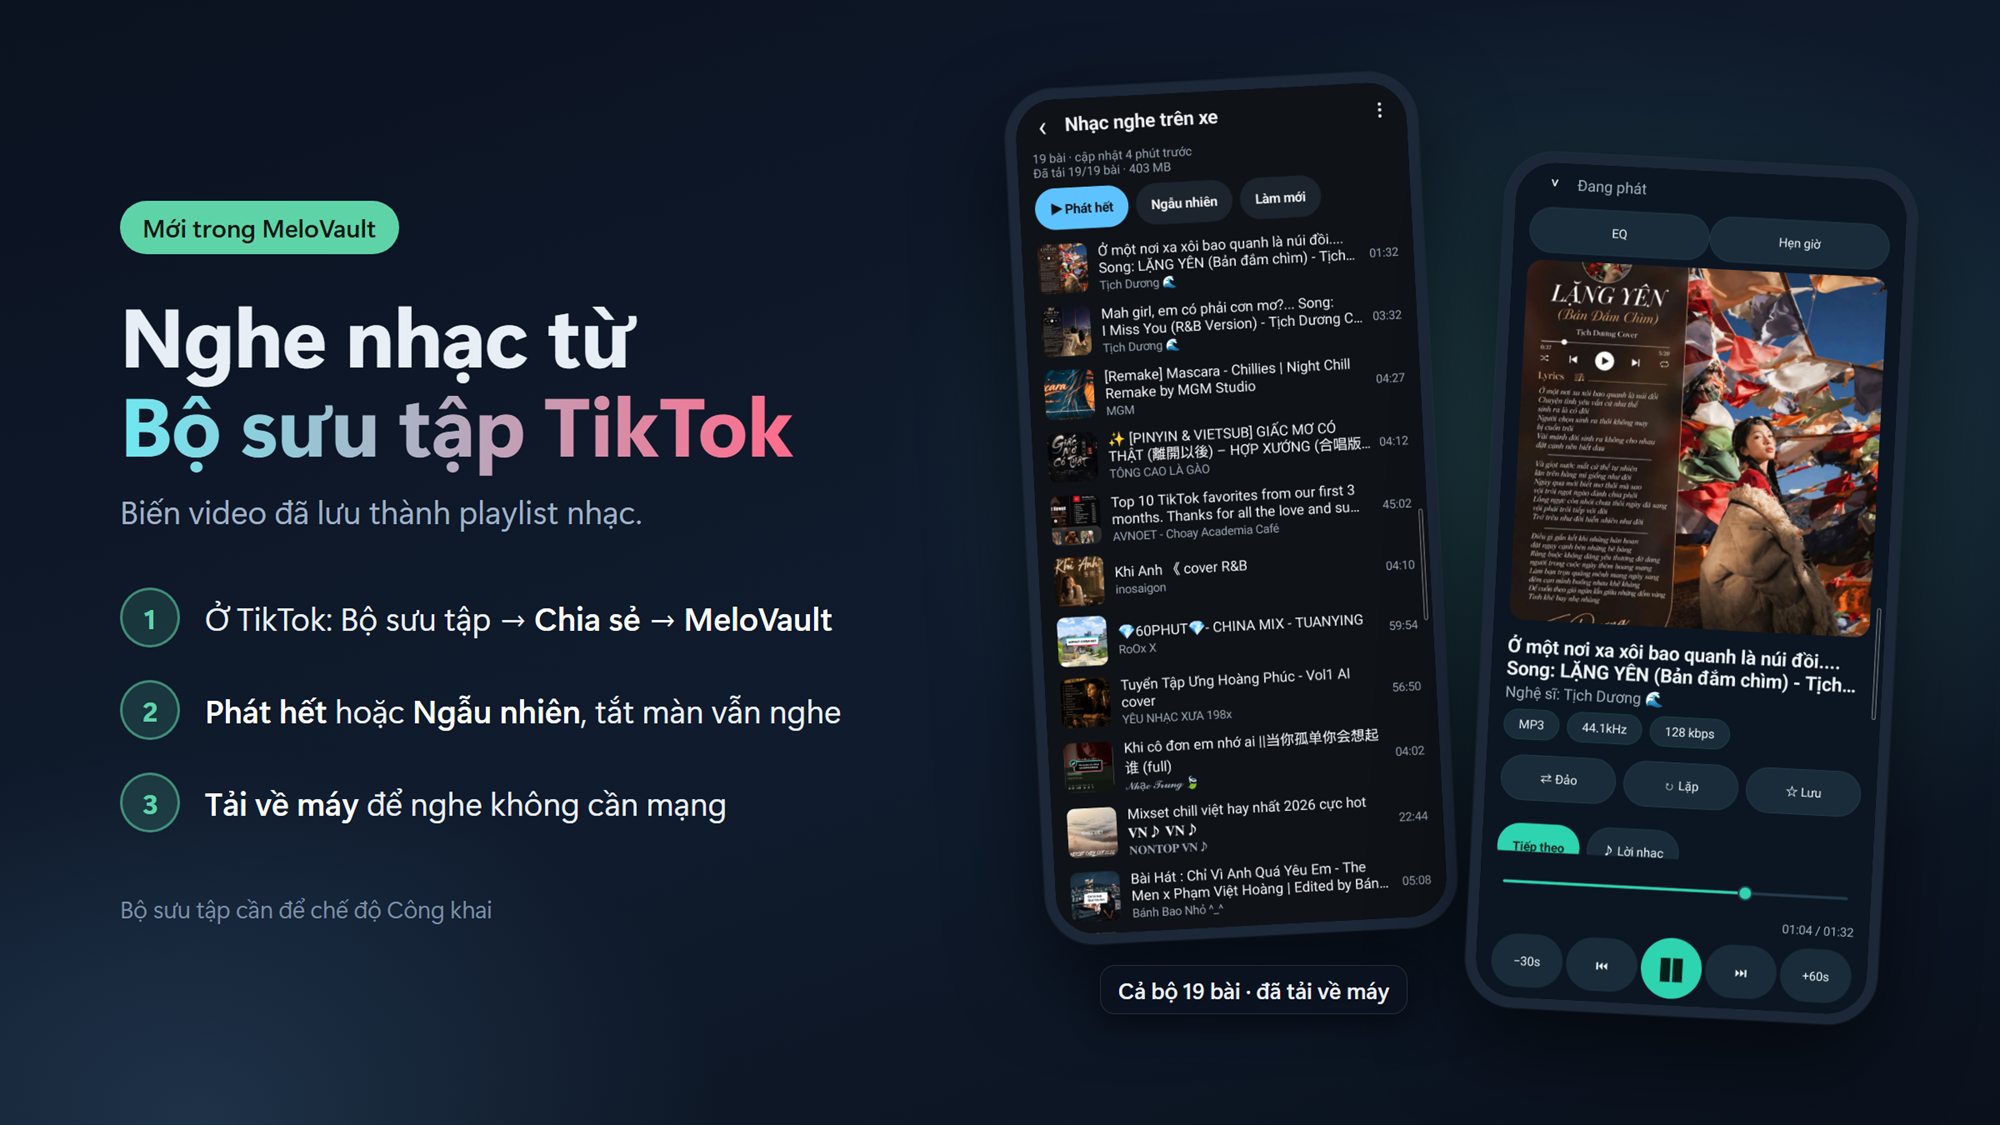 Mới trong MeloVault
Nghe nhạc từ
Bộ sưu tập TikTok
Biến video đã lưu thành playlist nhạc.
1 Ở TikTok: Bộ sưu tập → Chia sẻ → MeloVault
2 Phát hết hoặc Ngẫu nhiên, tắt màn vẫn nghe
3 Tải về máy để nghe không cần mạng
Bộ sưu tập cần để chế độ Công khai
Nhạc nghe trên xe
19 bài · cập nhật 4 phút trước
Đã tải 19/19 bài · 403 MB
▶ Phát hết Ngẫu nhiên Làm mới
Ở một nơi xa xôi bao quanh là núi đồi....
Song: LẶNG YÊN (Bản đắm chìm) - Tịch... 01:32
Tịch Dương 🌊
Mah girl, em có phải cơn mơ?... Song:
I Miss You (R&B Version) - Tịch Dương C... 03:32
Tịch Dương 🌊
[Remake] Mascara - Chillies | Night Chill
Remake by MGM Studio 04:27
MGM
✨ [PINYIN & VIETSUB] GIẤC MƠ CÓ
THẬT (離開以後) – HỢP XƯỚNG (合唱版... 04:12
TÔNG CAO LÀ GÀO
Top 10 TikTok favorites from our first 3
months. Thanks for all the love and su... 45:02
AVNOET - Choay Academia Café
Khi Anh 《 cover R&B 04:10
inosaigon
💎60PHUT💎- CHINA MIX - TUANYING 59:54
RoOx X
Tuyển Tập Ưng Hoàng Phúc - Vol1 AI
cover 56:50
YÊU NHẠC XƯA 198x
Khi cô đơn em nhớ ai ||当你孤单你会想起
谁 (full) 04:02
𝓝𝓱ạ𝓬 𝓣𝓻𝓾𝓷𝓰 🍃
Mixset chill việt hay nhất 2026 cực hot
VN♪ VN♪ 22:44
NONTOP VN♪
Bài Hát : Chỉ Vì Anh Quá Yêu Em - The
Men x Phạm Việt Hoàng | Edited by Bán... 05:08
Bánh Bao Nhỏ ^_^
Cả bộ 19 bài · đã tải về máy
Đang phát
EQ Hẹn giờ
LẶNG YÊN
(Bản Đắm Chìm)
Tịch Dương Cover
0:37 5:28
Lyrics
Ở một nơi xa xôi bao quanh là núi đồi....
Song: LẶNG YÊN (Bản đắm chìm) - Tịch...
Nghệ sĩ: Tịch Dương 🌊
MP3 44.1kHz 128 kbps
⇄ Đảo ↻ Lặp ☆ Lưu
Tiếp theo ♪ Lời nhạc
01:04 / 01:32
−30s +60s